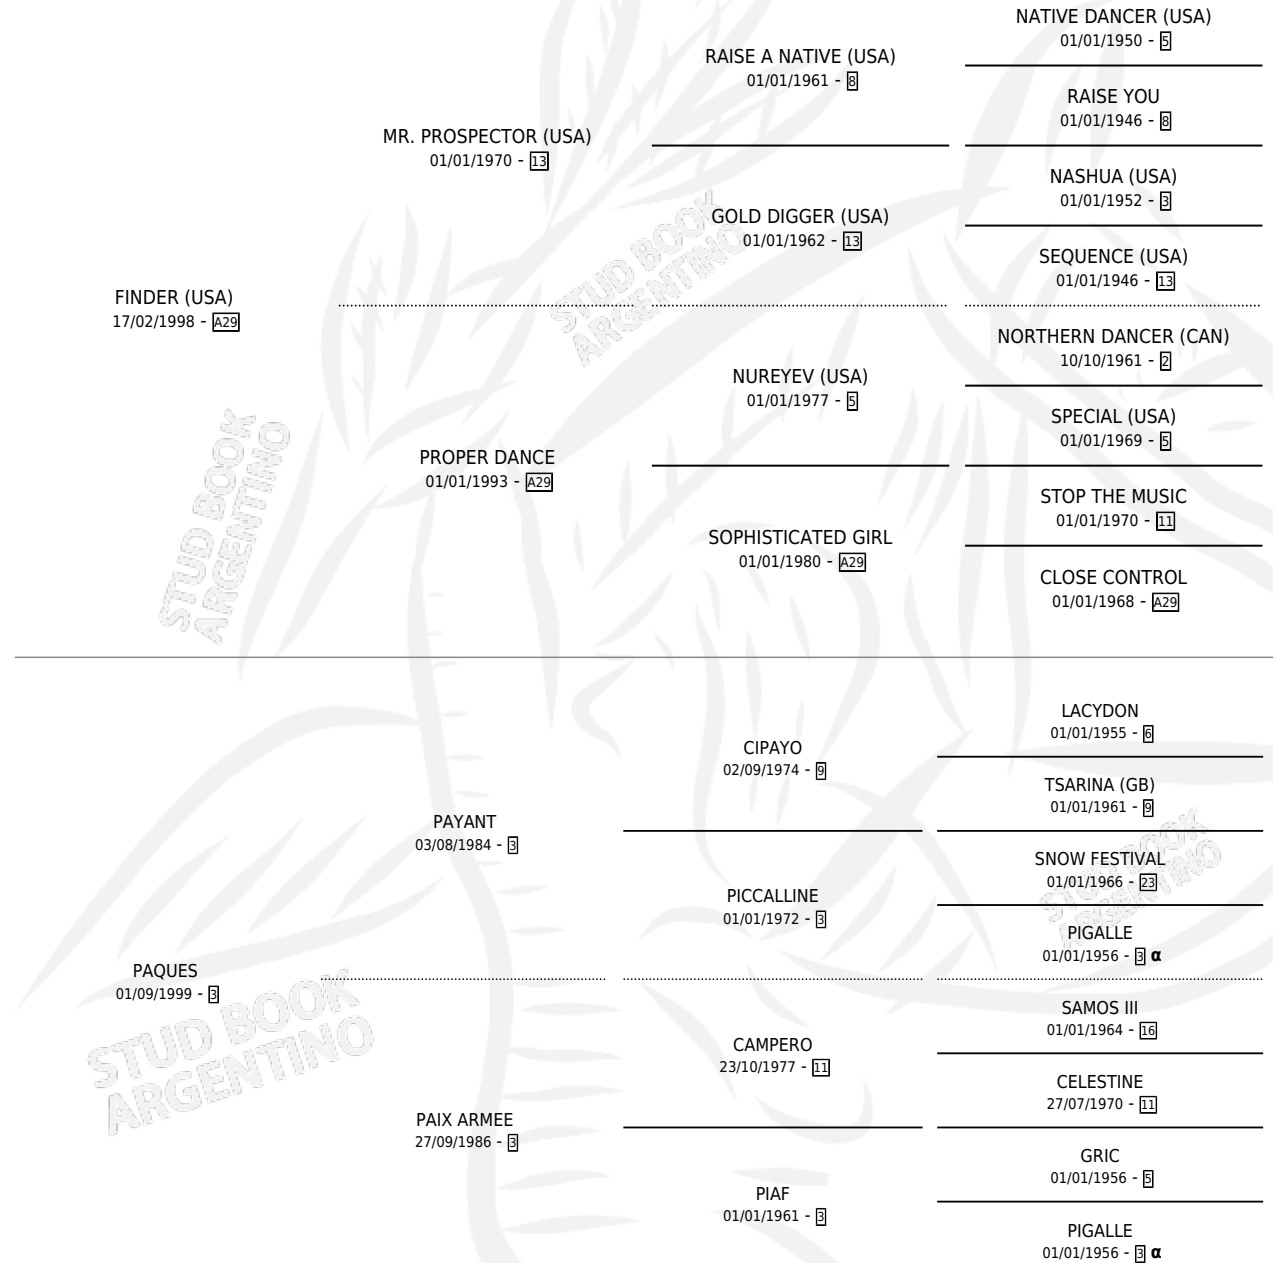 NATIVE DANCER (USA)
01/01/1950 - 5
RAISE A NATIVE (USA)
01/01/1961 - 8
RAISE YOU
01/01/1946 - 8
MR. PROSPECTOR (USA)
01/01/1970 - 13
NASHUA (USA)
01/01/1952 - 3
GOLD DIGGER (USA)
01/01/1962 - 13
SEQUENCE (USA)
01/01/1946 - 13
FINDER (USA)
17/02/1998 - A29
NORTHERN DANCER (CAN)
10/10/1961 - 2
NUREYEV (USA)
01/01/1977 - 5
SPECIAL (USA)
01/01/1969 - 5
PROPER DANCE
01/01/1993 - A29
STOP THE MUSIC
01/01/1970 - 11
SOPHISTICATED GIRL
01/01/1980 - A29
CLOSE CONTROL
01/01/1968 - A29
LACYDON
01/01/1955 - 6
CIPAYO
02/09/1974 - 9
TSARINA (GB)
01/01/1961 - 9
PAYANT
03/08/1984 - 3
SNOW FESTIVAL
01/01/1966 - 23
PICCALLINE
01/01/1972 - 3
PIGALLE
01/01/1956 - 3 α
PAQUES
01/09/1999 - 3
SAMOS III
01/01/1964 - 16
CAMPERO
23/10/1977 - 11
CELESTINE
27/07/1970 - 11
PAIX ARMEE
27/09/1986 - 3
GRIC
01/01/1956 - 5
PIAF
01/01/1961 - 3
PIGALLE
01/01/1956 - 3 α
STUD BOOK
ARGENTINO
STUD BOOK
ARGENTINO
STUD BOOK
ARGENTINO
STUD BOOK
ARGENTINO